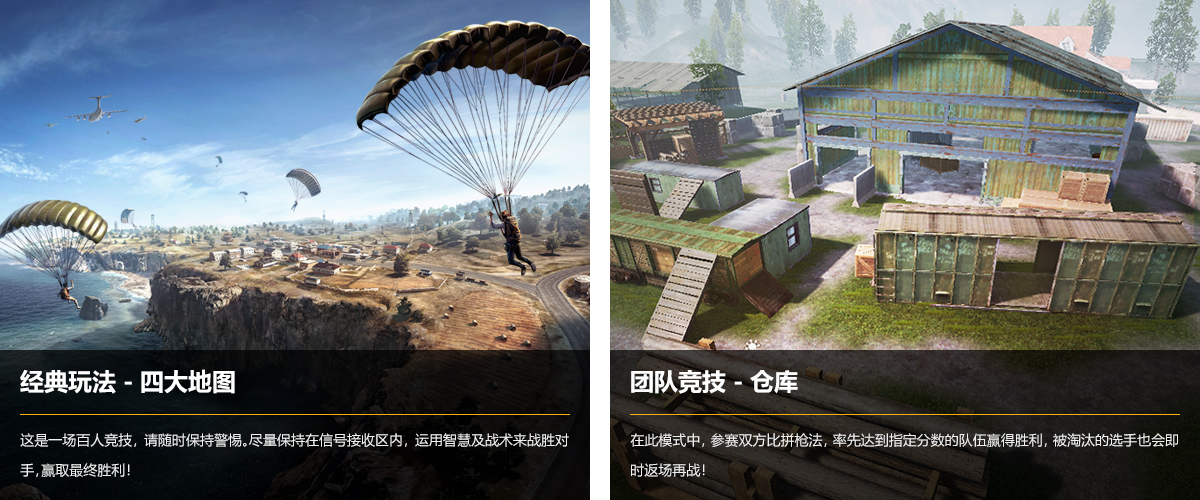 经典玩法 - 四大地图
这是一场百人竞技，请随时保持警惕。尽量保持在信号接收区内，运用智慧及战术来战胜对
手，赢取最终胜利！
团队竞技 - 仓库
在此模式中，参赛双方比拼枪法，率先达到指定分数的队伍赢得胜利，被淘汰的选手也会即
时返场再战！